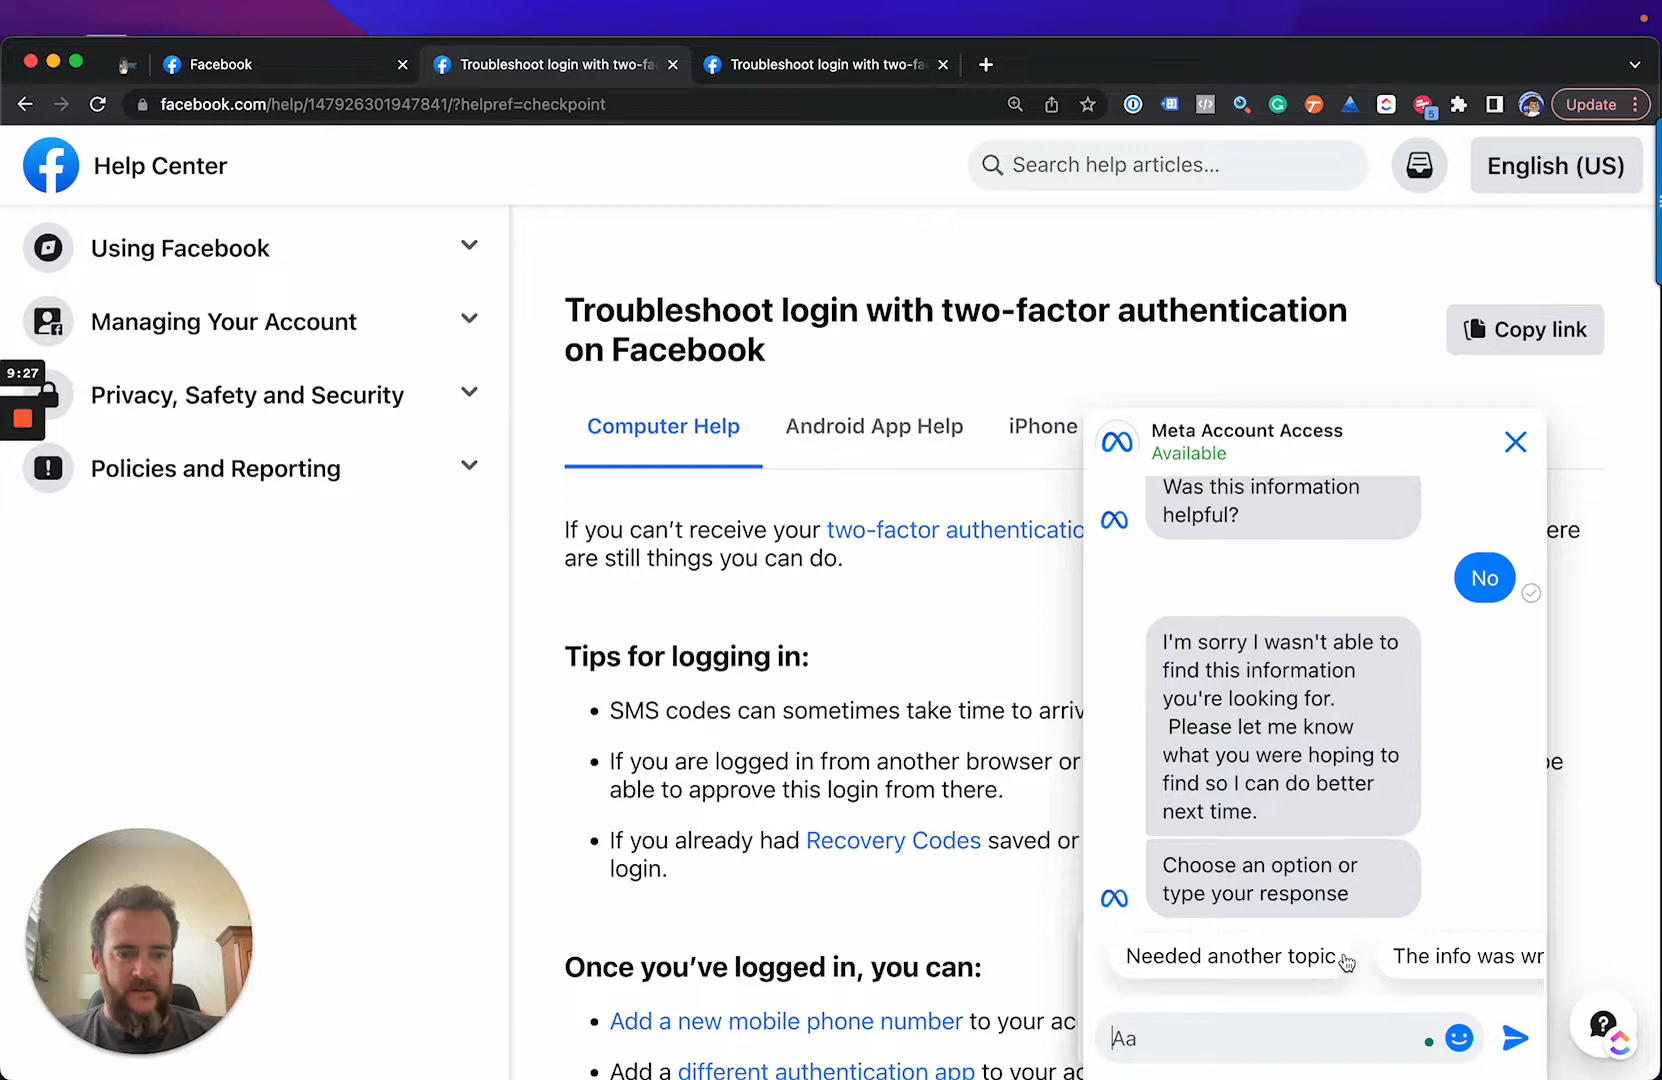 Facebook
Troubleshoot login with two-fa
Troubleshoot login with two-fa
facebook.com/help/147926301947841/?helpref=checkpoint
5
Update
Help Center
Search help articles...
English (US)
Using Facebook
Managing Your Account
9:27
Privacy, Safety and Security
Policies and Reporting
Troubleshoot login with two-factor authentication
on Facebook
Copy link
Computer Help
Android App Help
iPhone
If you can’t receive your two-factor authenticatio
ere
are still things you can do.
Tips for logging in:
SMS codes can sometimes take time to arriv
If you are logged in from another browser or
be
able to approve this login from there.
If you already had Recovery Codes saved or
login.
Once you’ve logged in, you can:
Add a new mobile phone number to your acc
Add a different authentication app to your ac
Meta Account Access
Available
Was this information
helpful?
No
I'm sorry I wasn't able to
find this information
you're looking for.
Please let me know
what you were hoping to
find so I can do better
next time.
Choose an option or
type your response
Needed another topic
The info was wr
Aa